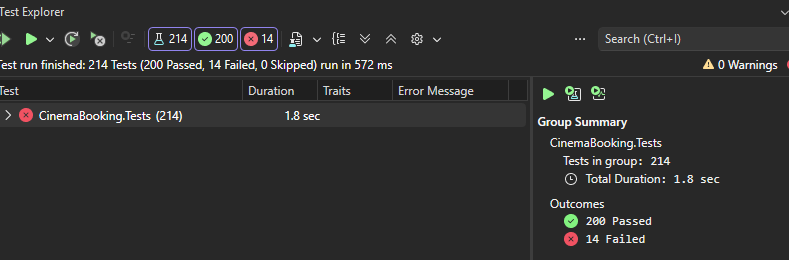 Test Explorer
214 200 14
Search (Ctrl+I)
Test run finished: 214 Tests (200 Passed, 14 Failed, 0 Skipped) run in 572 ms
0 Warnings
Test Duration Traits Error Message
CinemaBooking.Tests (214) 1.8 sec
Group Summary
CinemaBooking.Tests
Tests in group: 214
Total Duration: 1.8 sec
Outcomes
200 Passed
14 Failed